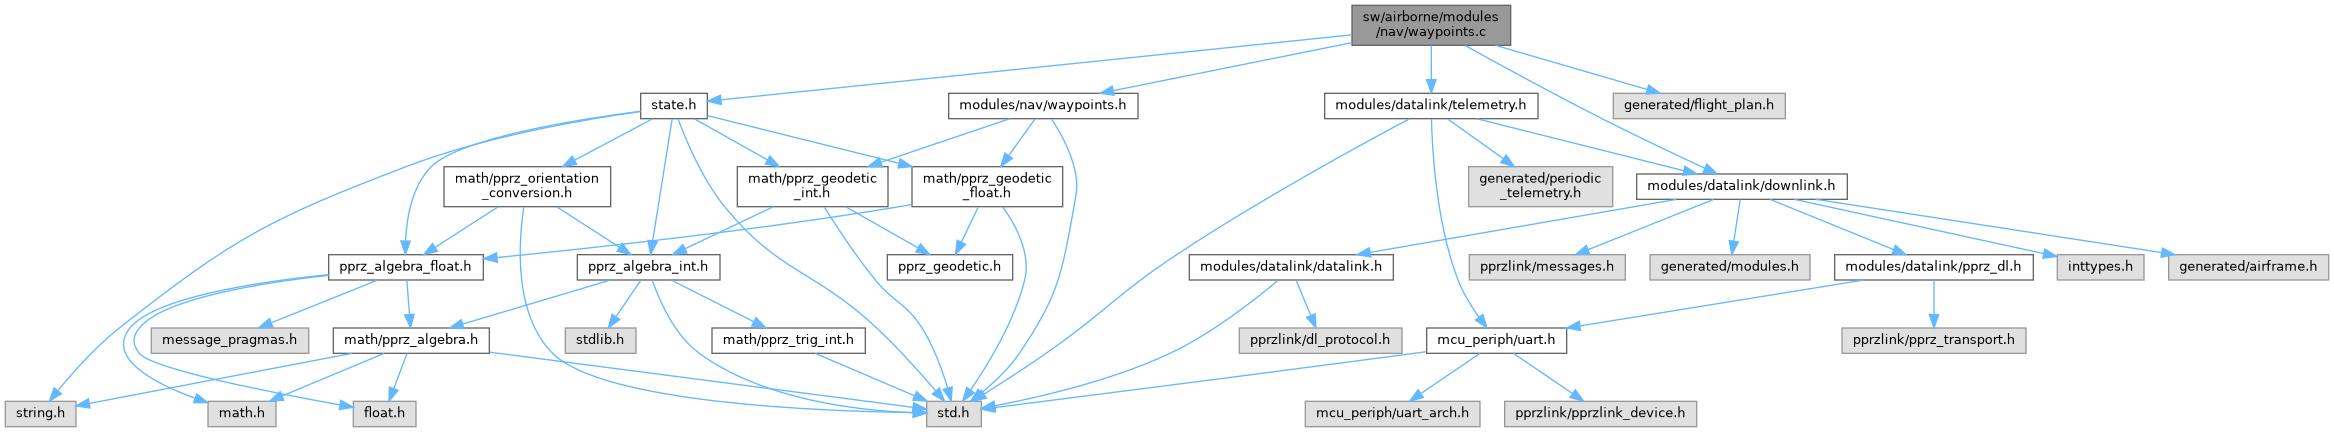 sw/airborne/modules
/nav/waypoints.c
state.h
modules/nav/waypoints.h
modules/datalink/telemetry.h
generated/flight_plan.h
math/pprz_orientation
_conversion.h
math/pprz_geodetic
_int.h
math/pprz_geodetic
_float.h
generated/periodic
_telemetry.h
modules/datalink/downlink.h
pprz_algebra_float.h
pprz_algebra_int.h
pprz_geodetic.h
modules/datalink/datalink.h
pprzlink/messages.h
generated/modules.h
modules/datalink/pprz_dl.h
inttypes.h
generated/airframe.h
message_pragmas.h
math/pprz_algebra.h
stdlib.h
math/pprz_trig_int.h
pprzlink/dl_protocol.h
mcu_periph/uart.h
pprzlink/pprz_transport.h
string.h
math.h
float.h
std.h
mcu_periph/uart_arch.h
pprzlink/pprzlink_device.h